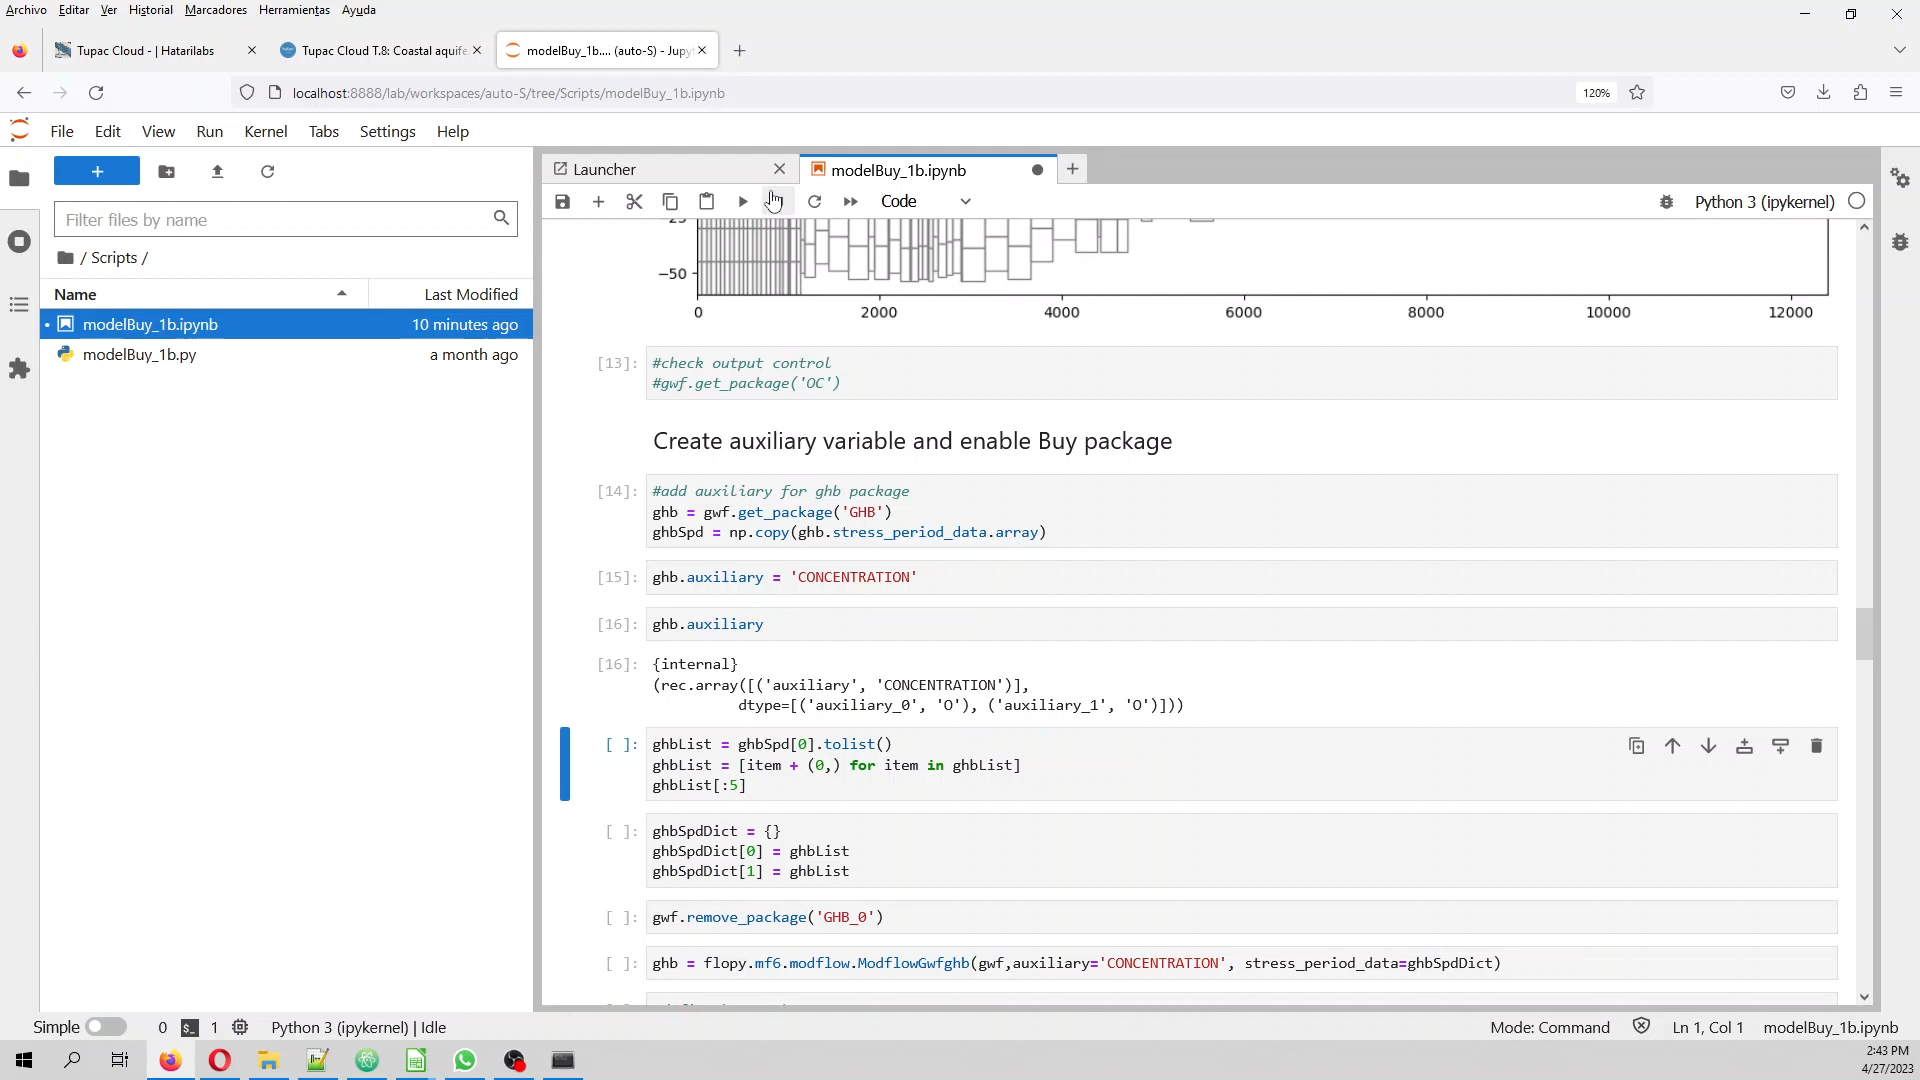 Archivo Editar Ver Historial Marcadores Herramientas Ayuda
Tupac Cloud - | Hatarilabs
Tupac Cloud T.8: Coastal aquife
modelBuy_1b.... (auto-S) - Jupyt
localhost:8888/lab/workspaces/auto-S/tree/Scripts/modelBuy_1b.ipynb
120%
File Edit View Run Kernel Tabs Settings Help
Launcher
modelBuy_1b.ipynb
Code
Python 3 (ipykernel)
Filter files by name
/ Scripts /
Name
Last Modified
modelBuy_1b.ipynb
10 minutes ago
modelBuy_1b.py
a month ago
−25
−50
0 2000 4000 6000 8000 10000 12000
[13]: #check output control
#gwf.get_package('OC')
Create auxiliary variable and enable Buy package
[14]: #add auxiliary for ghb package
ghb = gwf.get_package('GHB')
ghbSpd = np.copy(ghb.stress_period_data.array)
[15]: ghb.auxiliary = 'CONCENTRATION'
[16]: ghb.auxiliary
[16]: {internal}
(rec.array([('auxiliary', 'CONCENTRATION')],
dtype=[('auxiliary_0', 'O'), ('auxiliary_1', 'O')]))
[ ]: ghbList = ghbSpd[0].tolist()
ghbList = [item + (0,) for item in ghbList]
ghbList[:5]
[ ]: ghbSpdDict = {}
ghbSpdDict[0] = ghbList
ghbSpdDict[1] = ghbList
[ ]: gwf.remove_package('GHB_0')
[ ]: ghb = flopy.mf6.modflow.ModflowGwfghb(gwf,auxiliary='CONCENTRATION', stress_period_data=ghbSpdDict)
Simple
0
1
Python 3 (ipykernel) | Idle
Mode: Command
Ln 1, Col 1
modelBuy_1b.ipynb
2:43 PM
4/27/2023